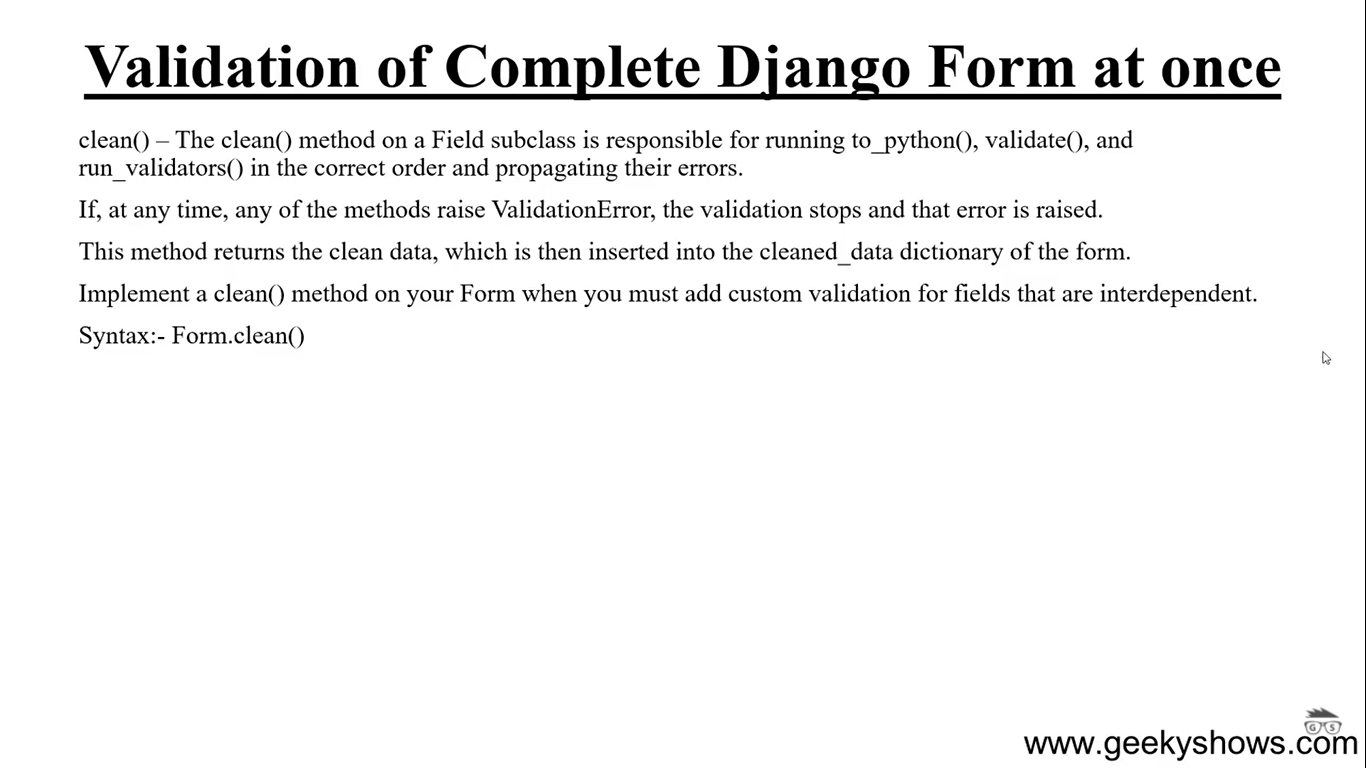 Validation of Complete Django Form at once
clean() – The clean() method on a Field subclass is responsible for running to_python(), validate(), and
run_validators() in the correct order and propagating their errors.
If, at any time, any of the methods raise ValidationError, the validation stops and that error is raised.
This method returns the clean data, which is then inserted into the cleaned_data dictionary of the form.
Implement a clean() method on your Form when you must add custom validation for fields that are interdependent.
Syntax:- Form.clean()
G S
www.geekyshows.com